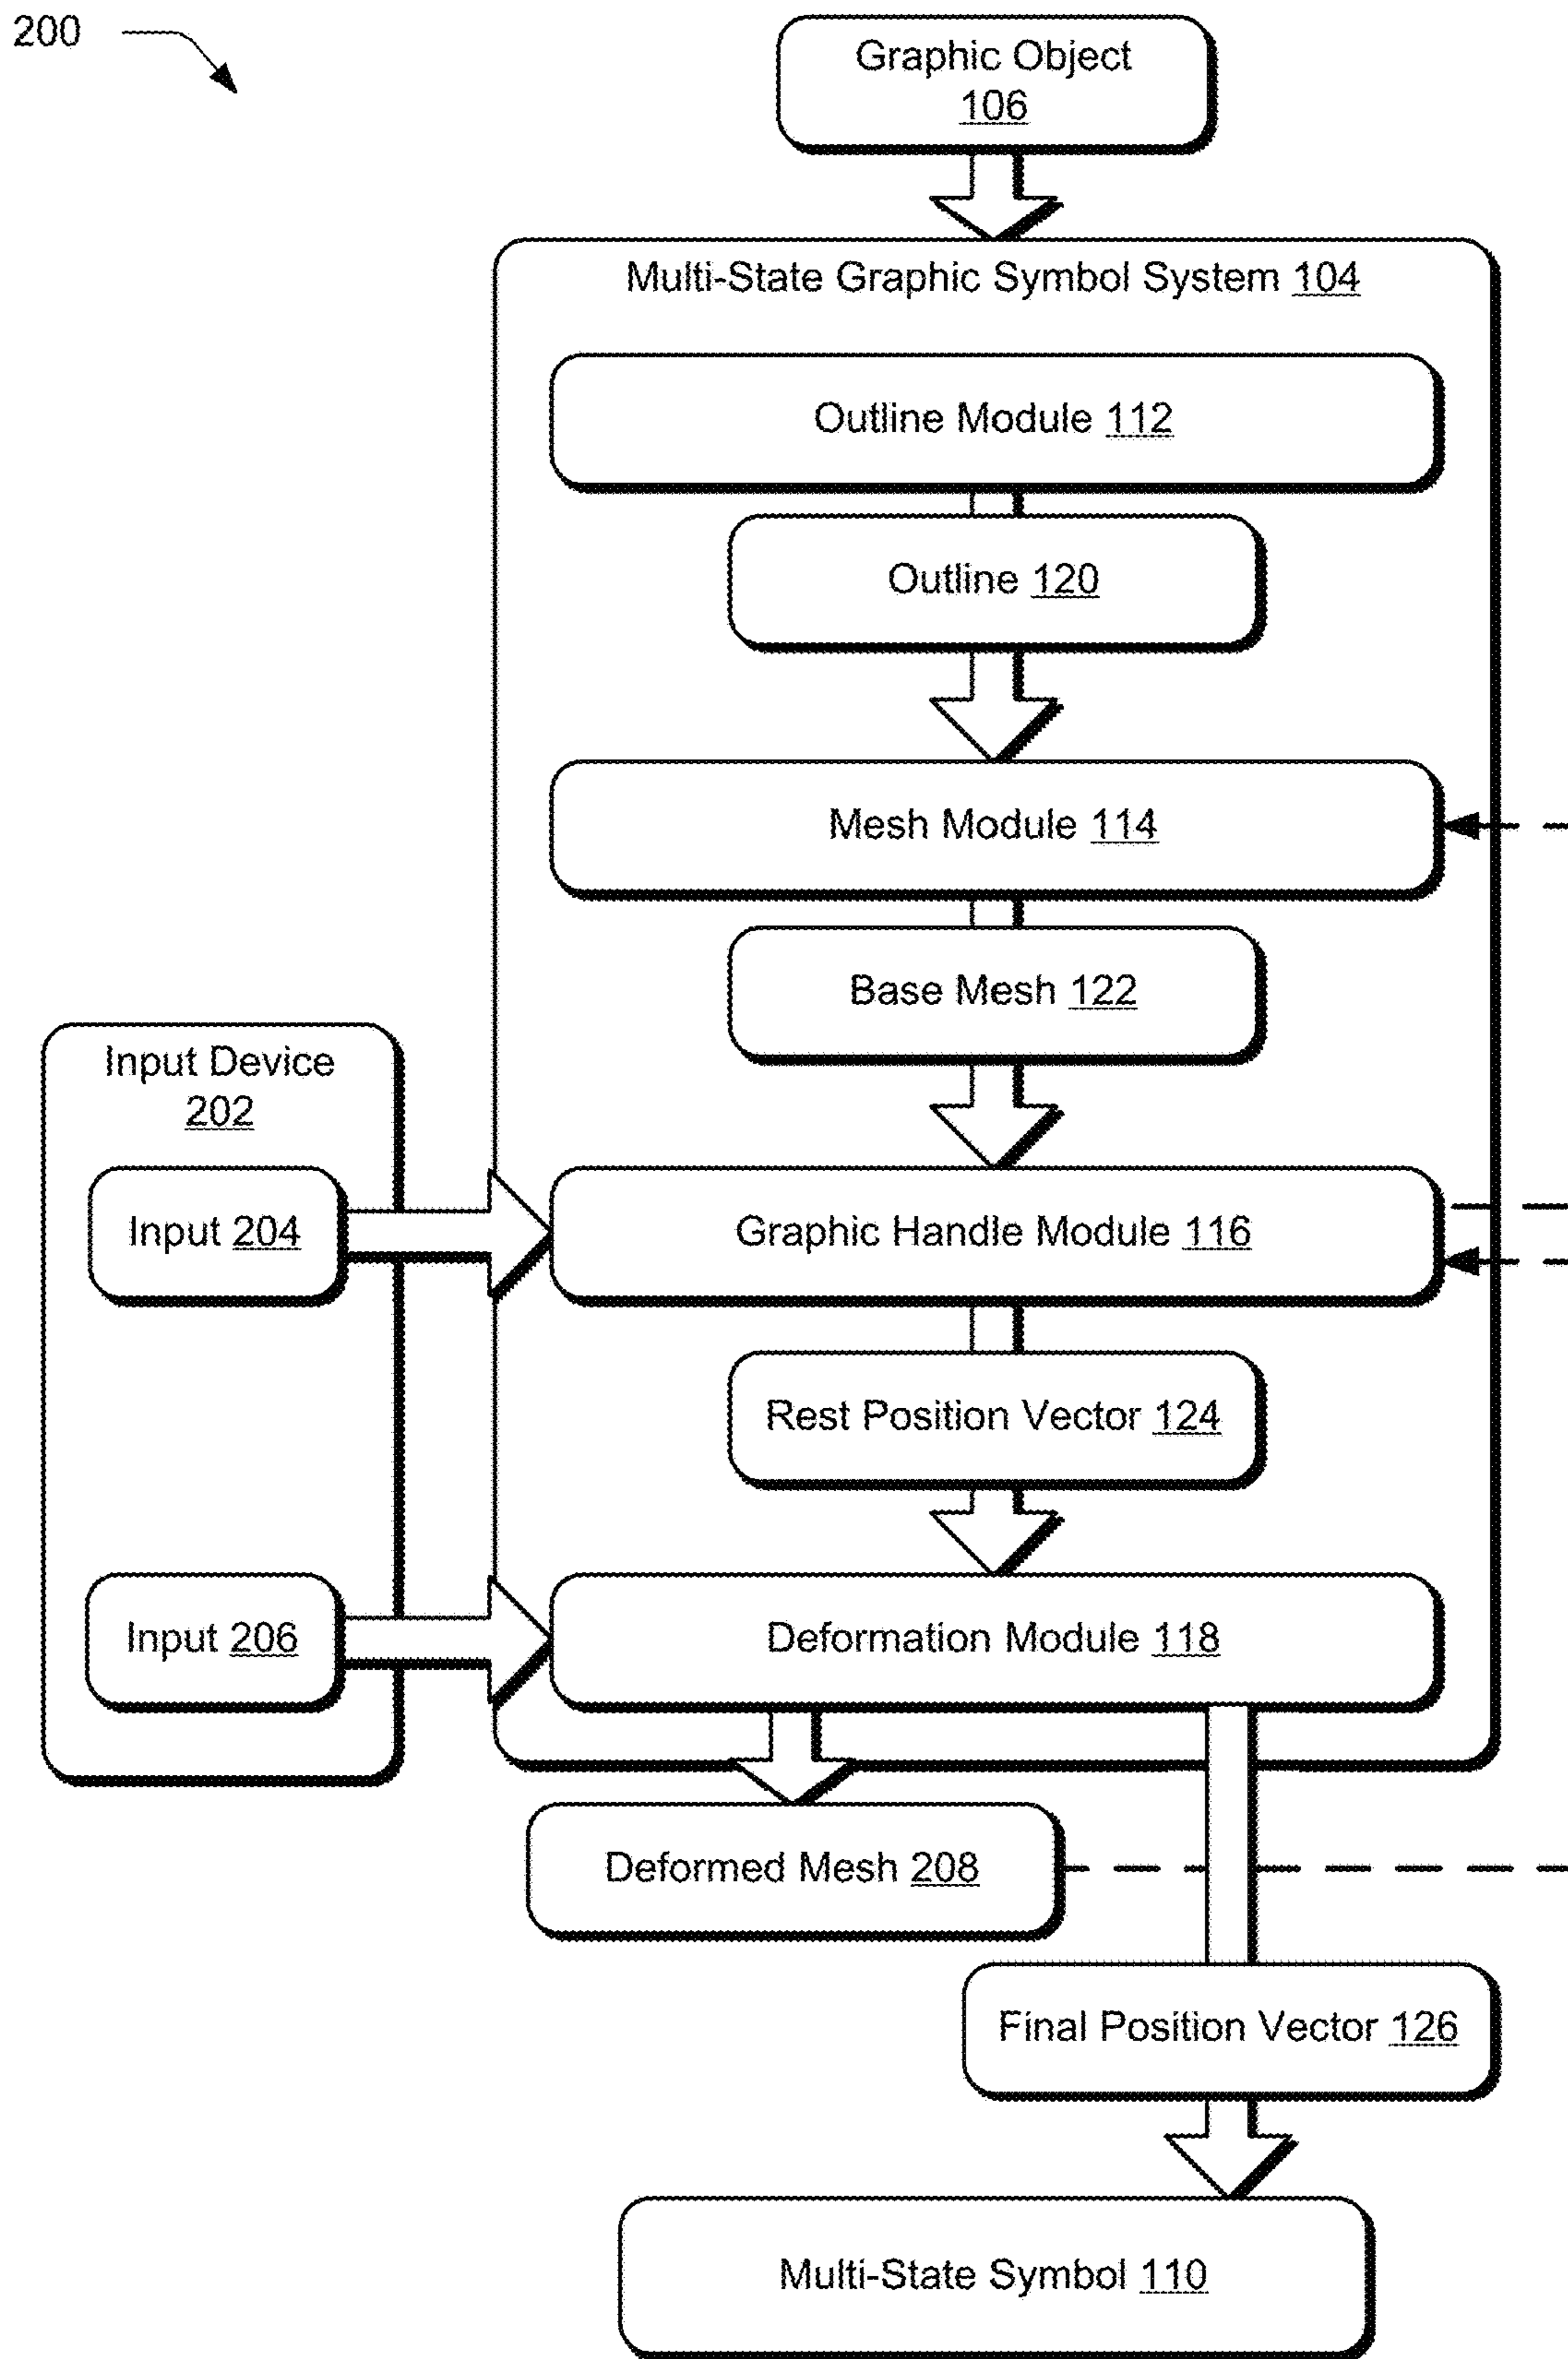 200
Graphic Object
106
Multi-State Graphic Symbol System 104
Outline Module 112
Outline 120
Mesh Module 114
Base Mesh 122
Input Device
202
Input 204
Graphic Handle Module 116
Rest Position Vector 124
Input 206
Deformation Module 118
Deformed Mesh 208
Final Position Vector 126
Multi-State Symbol 110